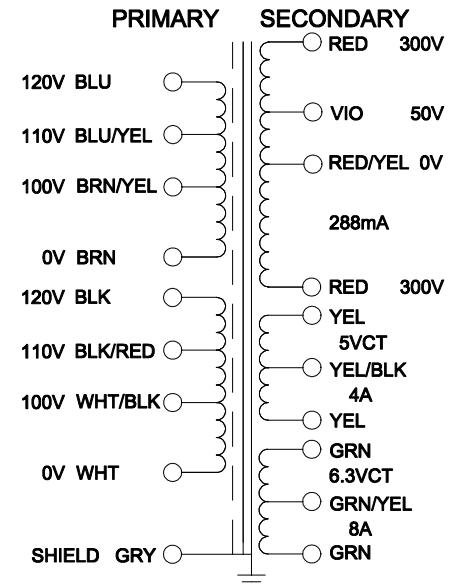 PRIMARY SECONDARY
RED 300V
120V BLU
VIO 50V
110V BLU/YEL
RED/YEL 0V
100V BRN/YEL
288mA
0V BRN
RED 300V
120V BLK
YEL
5VCT
110V BLK/RED
YEL/BLK
4A
100V WHT/BLK
YEL
GRN
0V WHT
6.3VCT
GRN/YEL
8A
SHIELD GRY
GRN